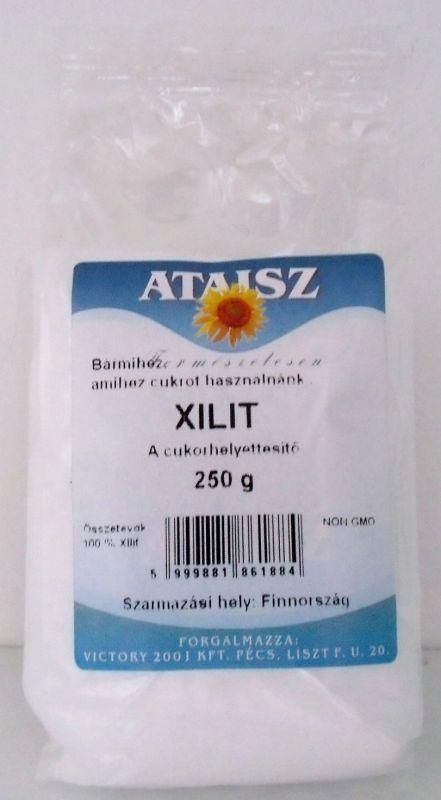 ATAISZ
Természetesen
Bármihez
amihez cukrot használnánk..
XILIT
A cukorhelyettesítő
250 g
Összetevők
100 % Xilit
NON GMO
5 999881 861884
Származási hely: Finnország
FORGALMAZZA:
VICTORY 2001 KFT. PÉCS, LISZT F. U. 20.